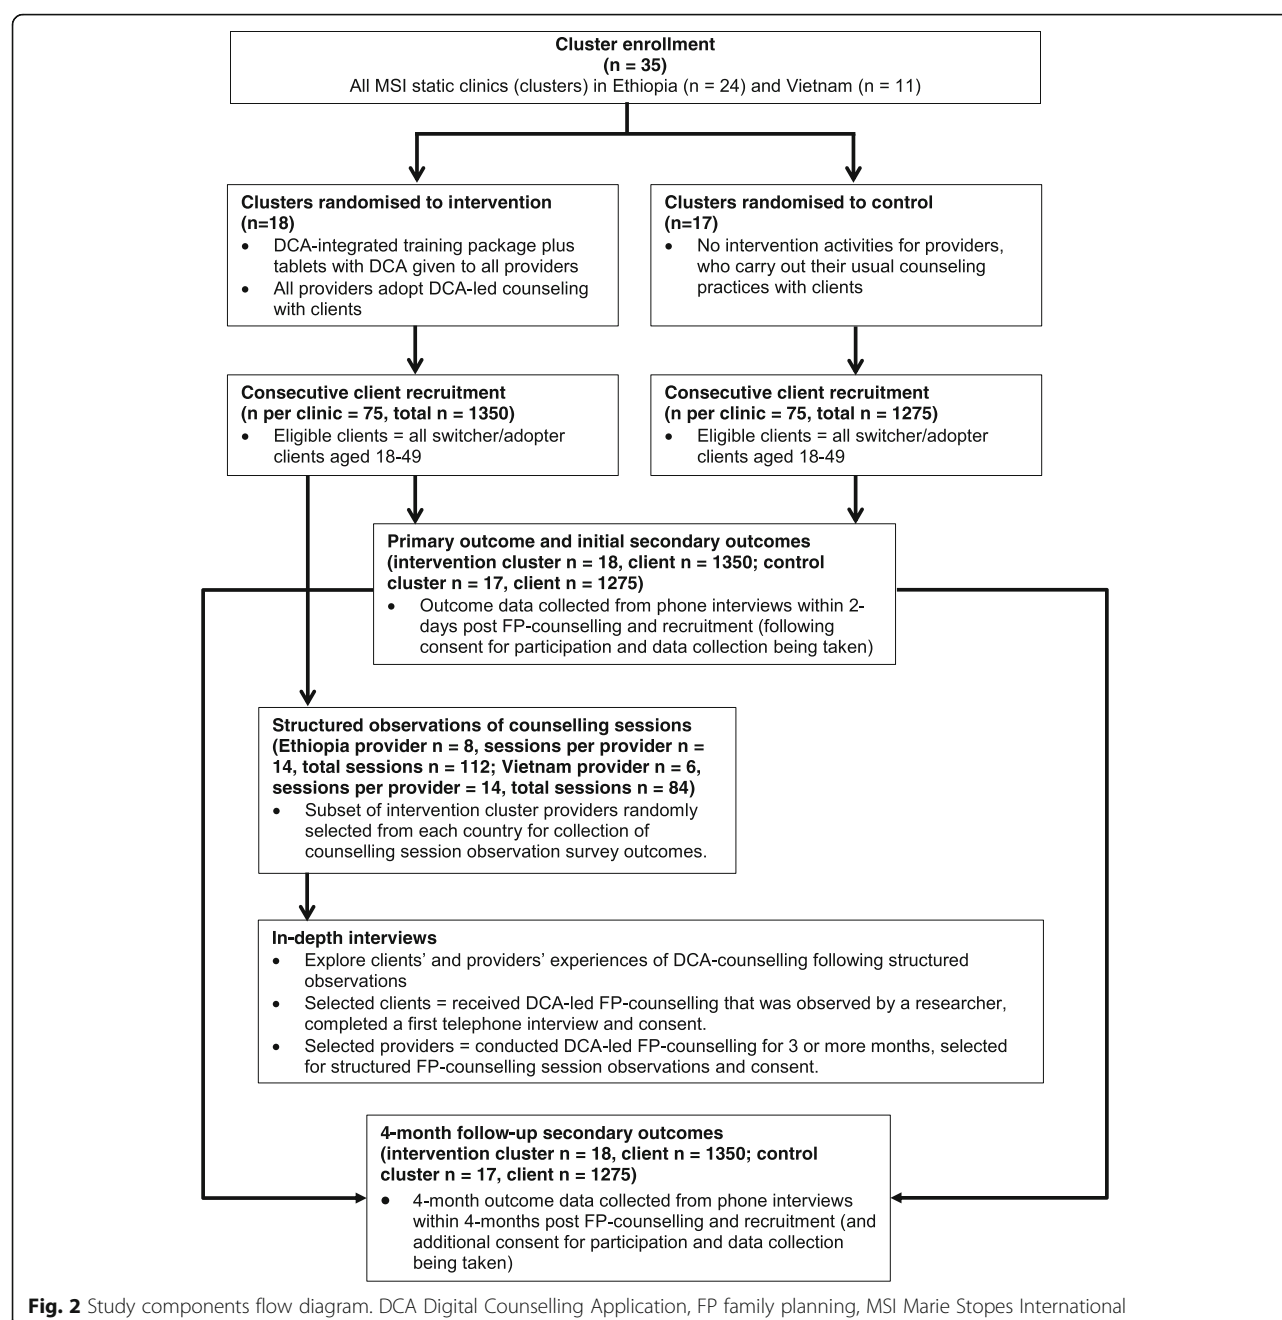 Cluster enrollment
(n = 35)
All MSI static clinics (clusters) in Ethiopia (n = 24) and Vietnam (n = 11)
Clusters randomised to intervention
(n=18)
• DCA-integrated training package plus
tablets with DCA given to all providers
• All providers adopt DCA-led counseling
with clients
Clusters randomised to control
(n=17)
• No intervention activities for providers,
who carry out their usual counseling
practices with clients
Consecutive client recruitment
(n per clinic = 75, total n = 1350)
• Eligible clients = all switcher/adopter
clients aged 18-49
Consecutive client recruitment
(n per clinic = 75, total n = 1275)
• Eligible clients = all switcher/adopter
clients aged 18-49
Primary outcome and initial secondary outcomes
(intervention cluster n = 18, client n = 1350; control
cluster n = 17, client n = 1275)
• Outcome data collected from phone interviews within 2-
days post FP-counselling and recruitment (following
consent for participation and data collection being taken)
Structured observations of counselling sessions
(Ethiopia provider n = 8, sessions per provider n =
14, total sessions n = 112; Vietnam provider n = 6,
sessions per provider = 14, total sessions n = 84)
• Subset of intervention cluster providers randomly
selected from each country for collection of
counselling session observation survey outcomes.
In-depth interviews
• Explore clients' and providers' experiences of DCA-counselling following structured
observations
• Selected clients = received DCA-led FP-counselling that was observed by a researcher,
completed a first telephone interview and consent.
• Selected providers = conducted DCA-led FP-counselling for 3 or more months, selected
for structured FP-counselling session observations and consent.
4-month follow-up secondary outcomes
(intervention cluster n = 18, client n = 1350; control
cluster n = 17, client n = 1275)
• 4-month outcome data collected from phone interviews
within 4-months post FP-counselling and recruitment (and
additional consent for participation and data collection
being taken)
Fig. 2 Study components flow diagram. DCA Digital Counselling Application, FP family planning, MSI Marie Stopes International